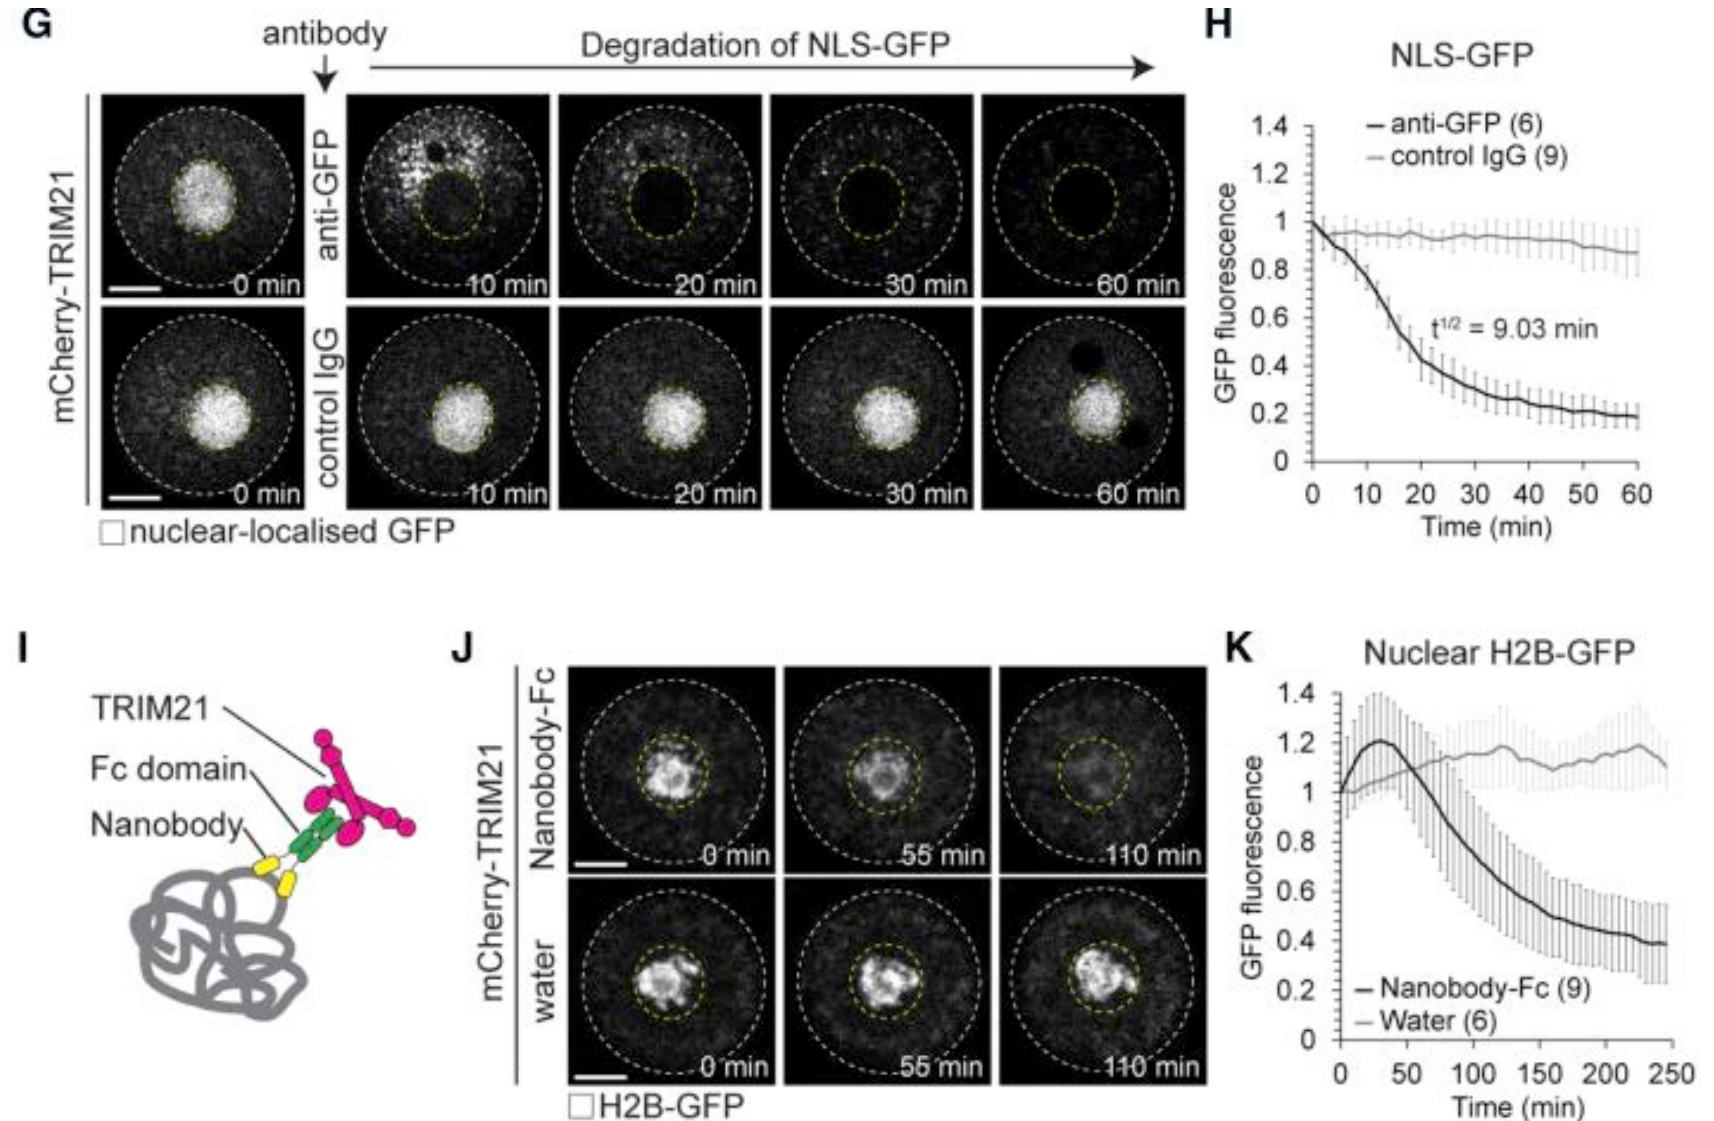 G
antibody
Degradation of NLS-GFP
mCherry-TRIM21
anti-GFP
0 min
10 min
20 min
30 min
60 min
control IgG
0 min
10 min
20 min
30 min
60 min
nuclear-localised GFP
H
NLS-GFP
anti-GFP (6)
control IgG (9)
GFP fluorescence
1.4
1.2
1
0.8
0.6
0.4
0.2
0
t1/2 = 9.03 min
0 10 20 30 40 50 60
Time (min)
I
TRIM21
Fc domain
Nanobody
J
mCherry-TRIM21
Nanobody-Fc
0 min
55 min
110 min
water
0 min
55 min
110 min
H2B-GFP
K
Nuclear H2B-GFP
GFP fluorescence
1.4
1.2
1
0.8
0.6
0.4
0.2
0
Nanobody-Fc (9)
Water (6)
0 50 100 150 200 250
Time (min)